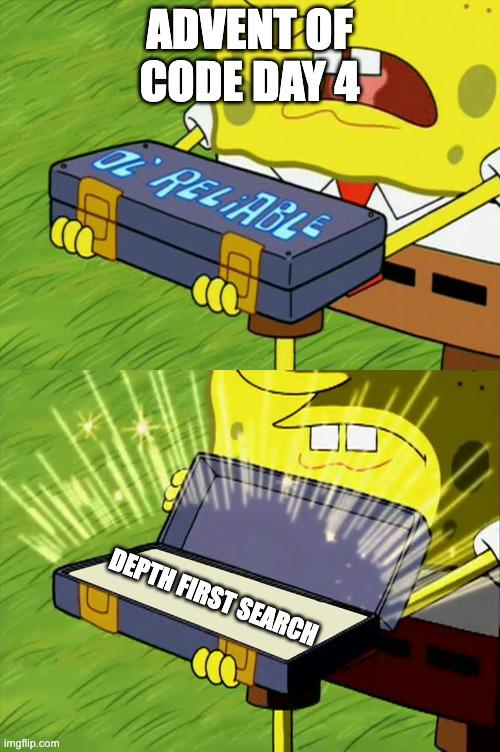 ADVENT OF
CODE DAY 4
OL' RELIABLE
DEPTH FIRST SEARCH
imgflip.com